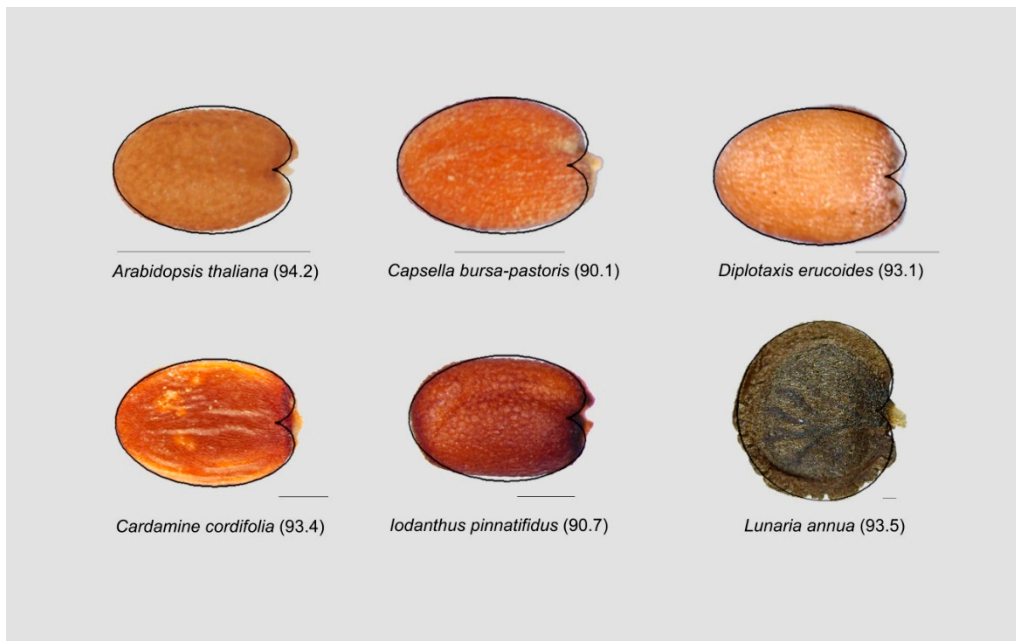 Arabidopsis thaliana (94.2)
Capsella bursa-pastoris (90.1)
Diplotaxis erucoides (93.1)
Cardamine cordifolia (93.4)
Iodanthus pinnatifidus (90.7)
Lunaria annua (93.5)